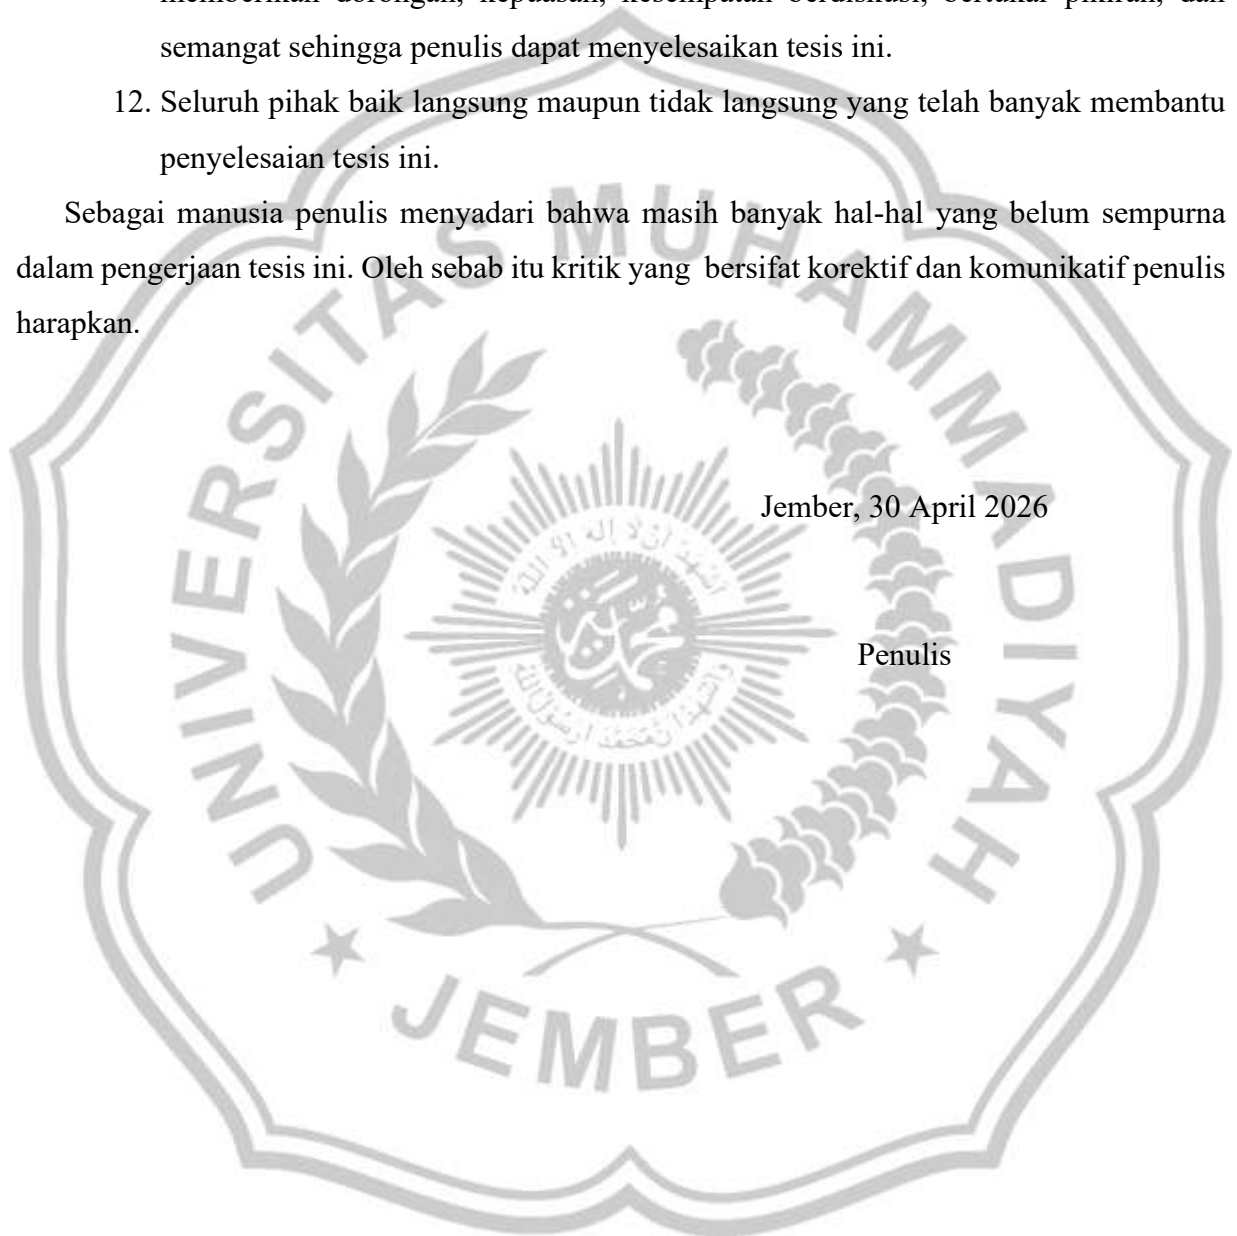 memberikan dorongan, kepuasan, kesempatan berdiskusi, bertukar pikiran, dan
semangat sehingga penulis dapat menyelesaikan tesis ini.
12. Seluruh pihak baik langsung maupun tidak langsung yang telah banyak membantu
penyelesaian tesis ini.
Sebagai manusia penulis menyadari bahwa masih banyak hal-hal yang belum sempurna
dalam pengerjaan tesis ini. Oleh sebab itu kritik yang  bersifat korektif dan komunikatif penulis
harapkan.
Jember, 30 April 2026
Penulis
UNIVERSITAS MUHAMMADIYAH
JEMBER